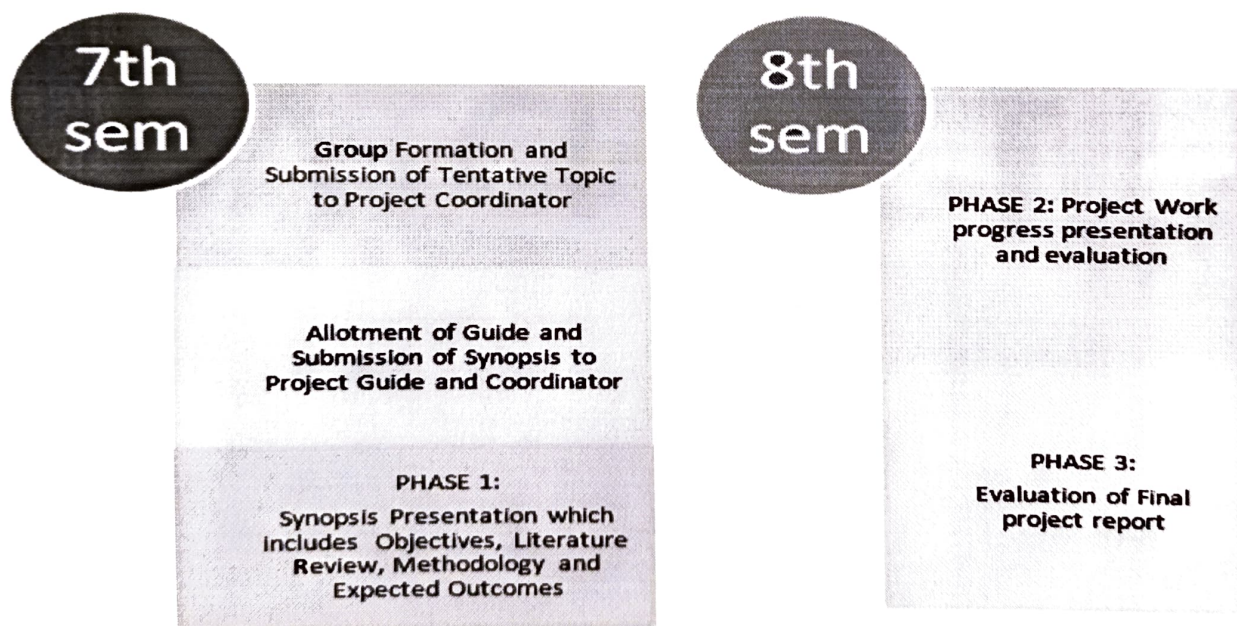 7th
sem
Group Formation and
Submission of Tentative Topic
to Project Coordinator
Allotment of Guide and
Submission of Synopsis to
Project Guide and Coordinator
PHASE 1:
Synopsis Presentation which
includes Objectives, Literature
Review, Methodology and
Expected Outcomes
8th
sem
PHASE 2: Project Work
progress presentation
and evaluation
PHASE 3:
Evaluation of Final
project report